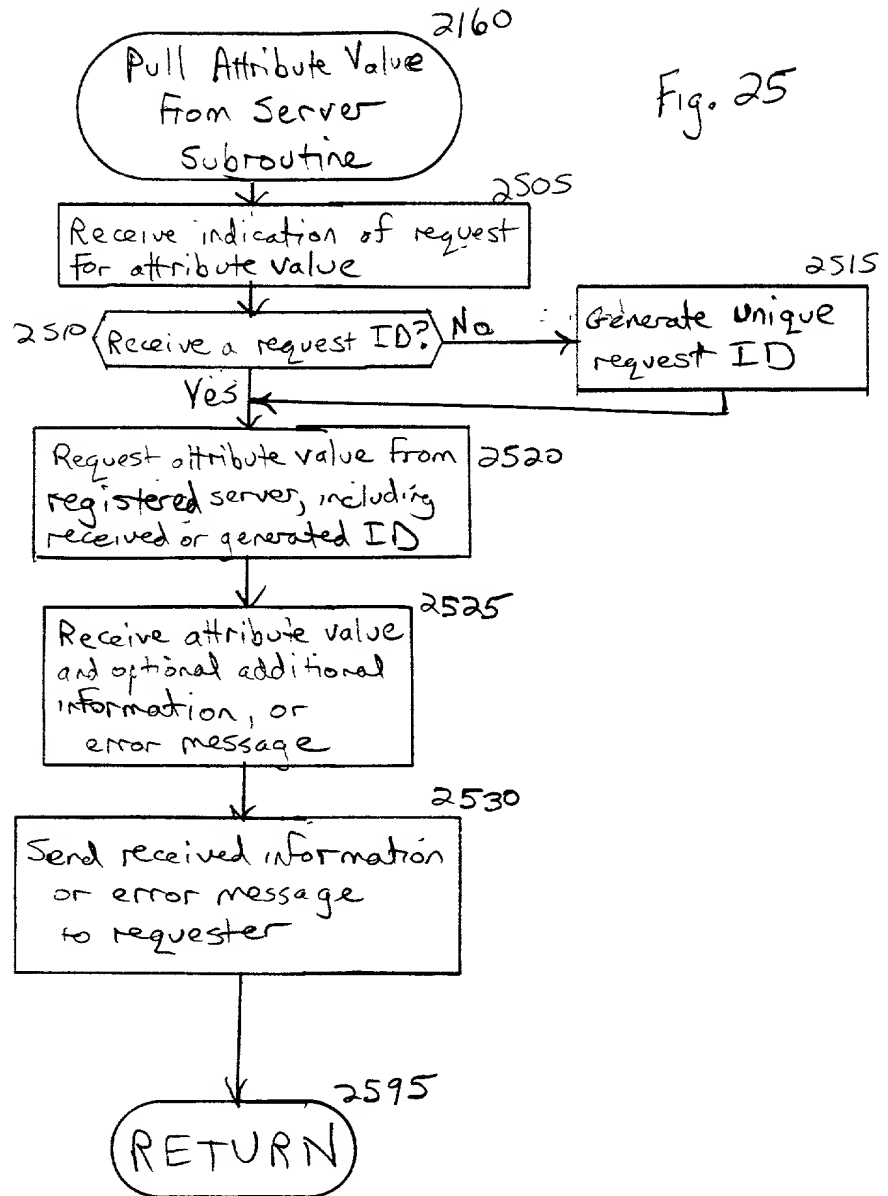 2160
Pull Attribute Value
From Server
Subroutine
Fig. 25
2505
Receive indication of request
for attribute value
2515
2510
Receive a request ID?
No
Generate unique
request ID
Yes
Request attribute value from
registered server, including
received or generated ID
2520
2525
Receive attribute value
and optional additional
information, or
error message
2530
Send received information
or error message
to requester
2595
RETURN